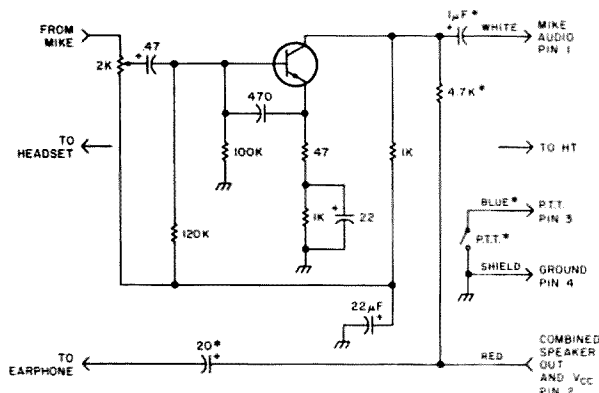 FROM
MIKE
2K
.47
+
470
100K
47
1K
+
22
120K
1K
22µF
+
20*
+
TO
HEADSET
TO
EARPHONE
1µF*
+
WHITE
MIKE
AUDIO
PIN 1
4.7K*
TO HT
BLUE*
P.T.T.
PIN 3
P.T.T.*
SHIELD
GROUND
PIN 4
RED
COMBINED
SPEAKER
OUT
AND VCC
PIN 2